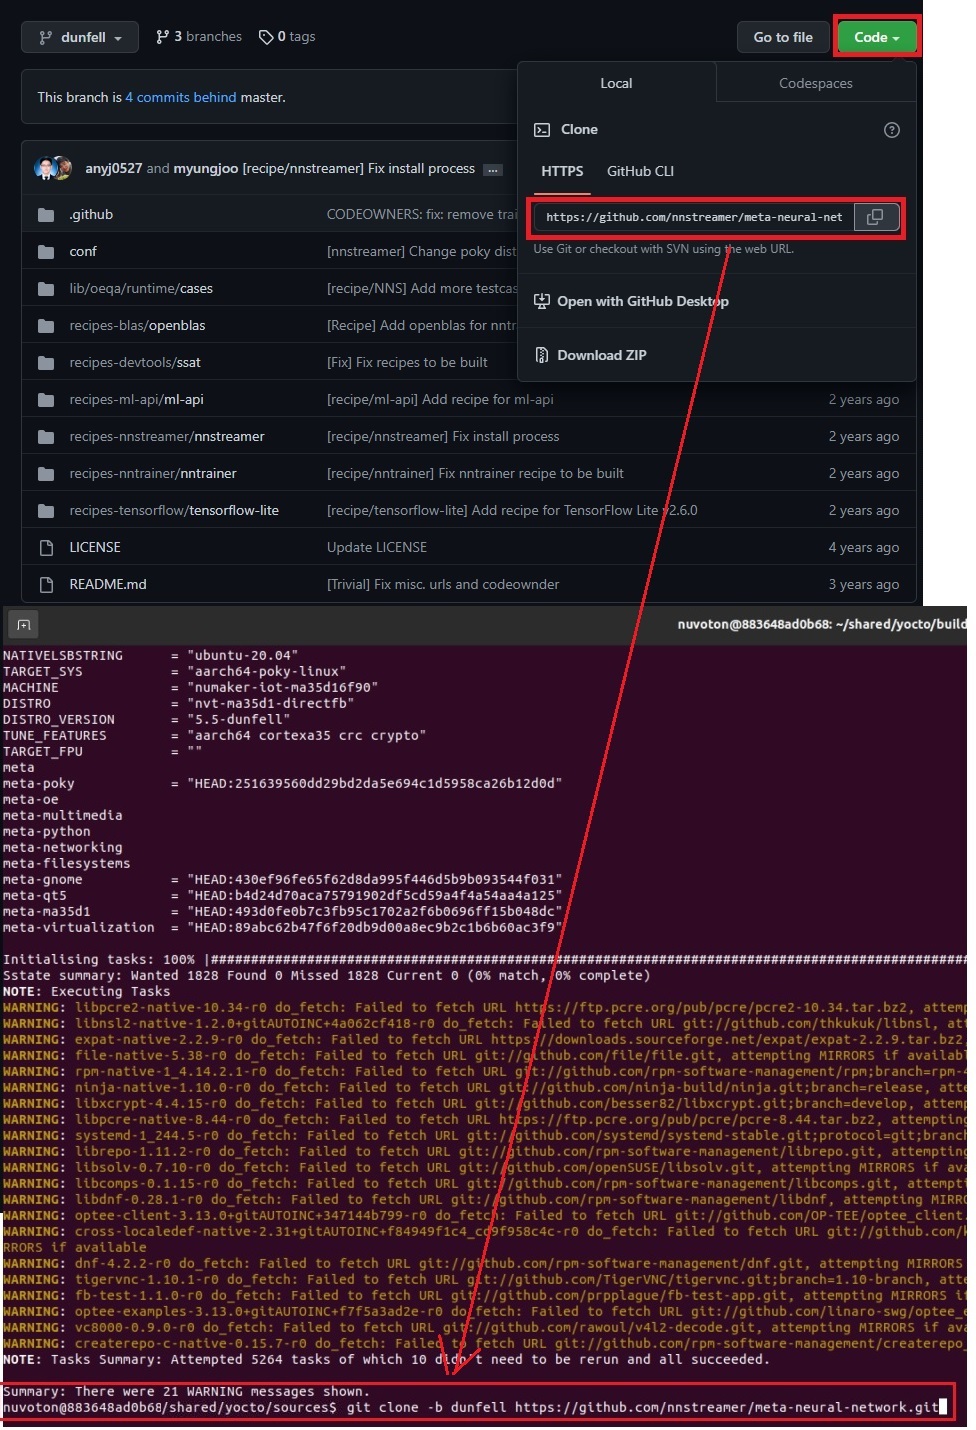 dunfell
3 branches
0 tags
Go to file
Code
This branch is 4 commits behind master.
Local
Codespaces
Clone
HTTPS
GitHub CLI
https://github.com/nnstreamer/meta-neural-net
Use Git or checkout with SVN using the web URL.
Open with GitHub Desktop
Download ZIP
anyj0527 and myungjoo [recipe/nnstreamer] Fix install process ...
.github CODEOWNERS: fix: remove trai
conf [nnstreamer] Change poky dist
lib/oeqa/runtime/cases [recipe/NNS] Add more testcas
recipes-blas/openblas [Recipe] Add openblas for nntr
recipes-devtools/ssat [Fix] Fix recipes to be built
recipes-ml-api/ml-api [recipe/ml-api] Add recipe for ml-api 2 years ago
recipes-nnstreamer/nnstreamer [recipe/nnstreamer] Fix install process 2 years ago
recipes-nntrainer/nntrainer [recipe/nntrainer] Fix nntrainer recipe to be built 2 years ago
recipes-tensorflow/tensorflow-lite [recipe/tensorflow-lite] Add recipe for TensorFlow Lite v2.6.0 2 years ago
LICENSE Update LICENSE 4 years ago
README.md [Trivial] Fix misc. urls and codeownder 3 years ago
nuvoton@883648ad0b68: ~/shared/yocto/build
NATIVELSBSTRING = "ubuntu-20.04"
TARGET_SYS = "aarch64-poky-linux"
MACHINE = "numaker-iot-ma35d16f90"
DISTRO = "nvt-ma35d1-directfb"
DISTRO_VERSION = "5.5-dunfell"
TUNE_FEATURES = "aarch64 cortexa35 crc crypto"
TARGET_FPU = ""
meta
meta-poky = "HEAD:251639560dd29bd2da5e694c1d5958ca26b12d0d"
meta-oe
meta-multimedia
meta-python
meta-networking
meta-filesystems
meta-gnome = "HEAD:430ef96fe65f62d8da995f446d5b9b093544f031"
meta-qt5 = "HEAD:b4d24d70aca75791902df5cd59a4f4a54aa4a125"
meta-ma35d1 = "HEAD:493d0fe0b7c3fb95c1702a2f6b0696ff15b048dc"
meta-virtualization = "HEAD:89abc62b47f6f20db9d00a8ec9b2c1b6b60ac3f9"
Initialising tasks: 100% |###############################################################################################
Sstate summary: Wanted 1828 Found 0 Missed 1828 Current 0 (0% match, 0% complete)
NOTE: Executing Tasks
WARNING: libpcre2-native-10.34-r0 do_fetch: Failed to fetch URL https://ftp.pcre.org/pub/pcre/pcre2-10.34.tar.bz2, attemp
WARNING: libnsl2-native-1.2.0+gitAUTOINC+4a062cf418-r0 do_fetch: Failed to fetch URL git://github.com/thkukuk/libnsl, att
WARNING: expat-native-2.2.9-r0 do_fetch: Failed to fetch URL https://downloads.sourceforge.net/expat/expat-2.2.9.tar.bz2
WARNING: file-native-5.38-r0 do_fetch: Failed to fetch URL git://github.com/file/file.git, attempting MIRRORS if availabl
WARNING: rpm-native-1_4.14.2.1-r0 do_fetch: Failed to fetch URL git://github.com/rpm-software-management/rpm;branch=rpm-4
WARNING: ninja-native-1.10.0-r0 do_fetch: Failed to fetch URL git://github.com/ninja-build/ninja.git;branch=release, atte
WARNING: libxcrypt-4.4.15-r0 do_fetch: Failed to fetch URL git://github.com/besser82/libxcrypt.git;branch=develop, attemp
WARNING: libpcre-native-8.44-r0 do_fetch: Failed to fetch URL https://ftp.pcre.org/pub/pcre/pcre-8.44.tar.bz2, attempting
WARNING: systemd-1_244.5-r0 do_fetch: Failed to fetch URL git://github.com/systemd/systemd-stable.git;protocol=git;branch
WARNING: librepo-1.11.2-r0 do_fetch: Failed to fetch URL git://github.com/rpm-software-management/librepo.git, attempting
WARNING: libsolv-0.7.10-r0 do_fetch: Failed to fetch URL git://github.com/openSUSE/libsolv.git, attempting MIRRORS if ava
WARNING: libcomps-0.1.15-r0 do_fetch: Failed to fetch URL git://github.com/rpm-software-management/libcomps.git, attempti
WARNING: libdnf-0.28.1-r0 do_fetch: Failed to fetch URL git://github.com/rpm-software-management/libdnf, attempting MIRRO
WARNING: optee-client-3.13.0+gitAUTOINC+347144b799-r0 do_fetch: Failed to fetch URL git://github.com/OP-TEE/optee_client.
WARNING: cross-localedef-native-2.31+gitAUTOINC+f84949f1c4_cd9f958c4c-r0 do_fetch: Failed to fetch URL git://github.com/k
RRORS if available
WARNING: dnf-4.2.2-r0 do_fetch: Failed to fetch URL git://github.com/rpm-software-management/dnf.git, attempting MIRRORS
WARNING: tigervnc-1.10.1-r0 do_fetch: Failed to fetch URL git://github.com/TigerVNC/tigervnc.git;branch=1.10-branch, atte
WARNING: fb-test-1.1.0-r0 do_fetch: Failed to fetch URL git://github.com/prpplague/fb-test-app.git, attempting MIRRORS if
WARNING: optee-examples-3.13.0+gitAUTOINC+f7f5a3ad2e-r0 do_fetch: Failed to fetch URL git://github.com/linaro-swg/optee_e
WARNING: vc8000-0.9.0-r0 do_fetch: Failed to fetch URL git://github.com/rawoul/v4l2-decode.git, attempting MIRRORS if ava
WARNING: createrepo-c-native-0.15.7-r0 do_fetch: Failed to fetch URL git://github.com/rpm-software-management/createrepo_
NOTE: Tasks Summary: Attempted 5264 tasks of which 10 didn't need to be rerun and all succeeded.
Summary: There were 21 WARNING messages shown.
nuvoton@883648ad0b68/shared/yocto/sources$ git clone -b dunfell https://github.com/nnstreamer/meta-neural-network.git